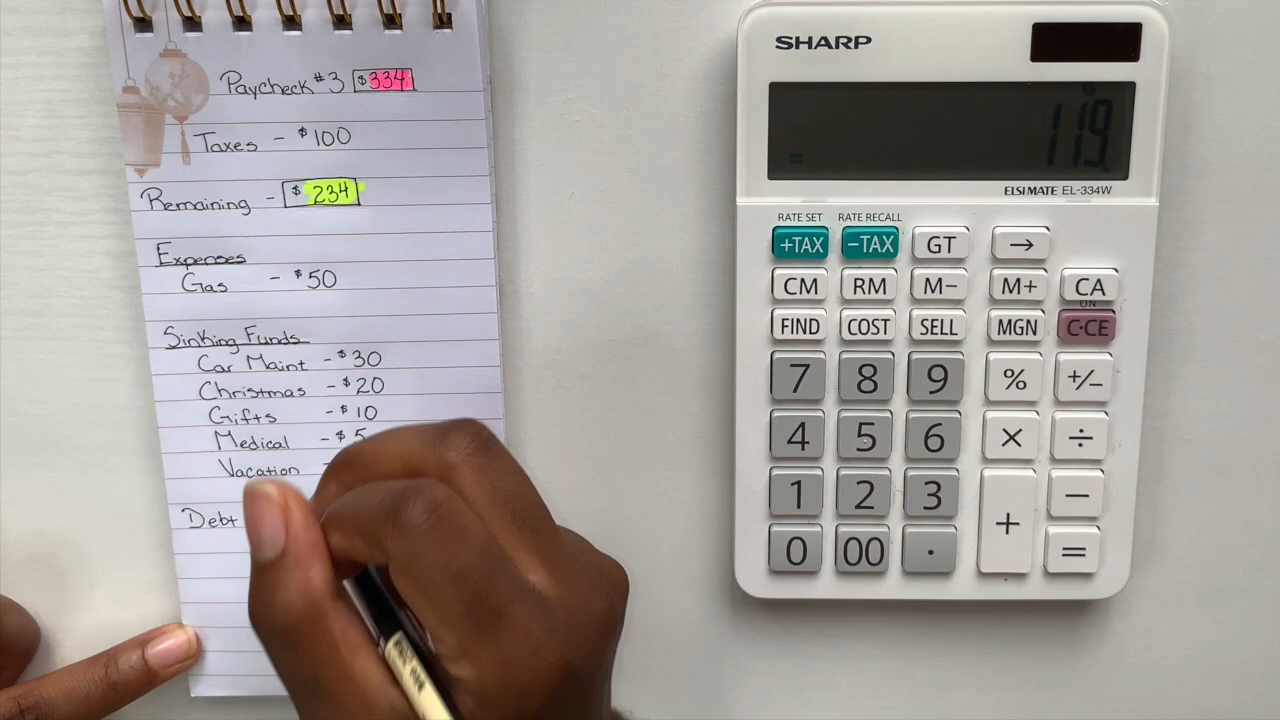 Paycheck #3 $334
Taxes - $100
Remaining - $234
Expenses
Gas - $50
Sinking Funds
Car Maint - $30
Christmas - $20
Gifts - $10
Medical - $5
Vacation -
Debt
SHARP
119.
=
ELSIMATE EL-334W
RATE SET RATE RECALL
+TAX -TAX GT →
CM RM M- M+ CA
ON
FIND COST SELL MGN C·CE
7 8 9 % +/-
4 5 6 × ÷
1 2 3 + -
0 00 . =